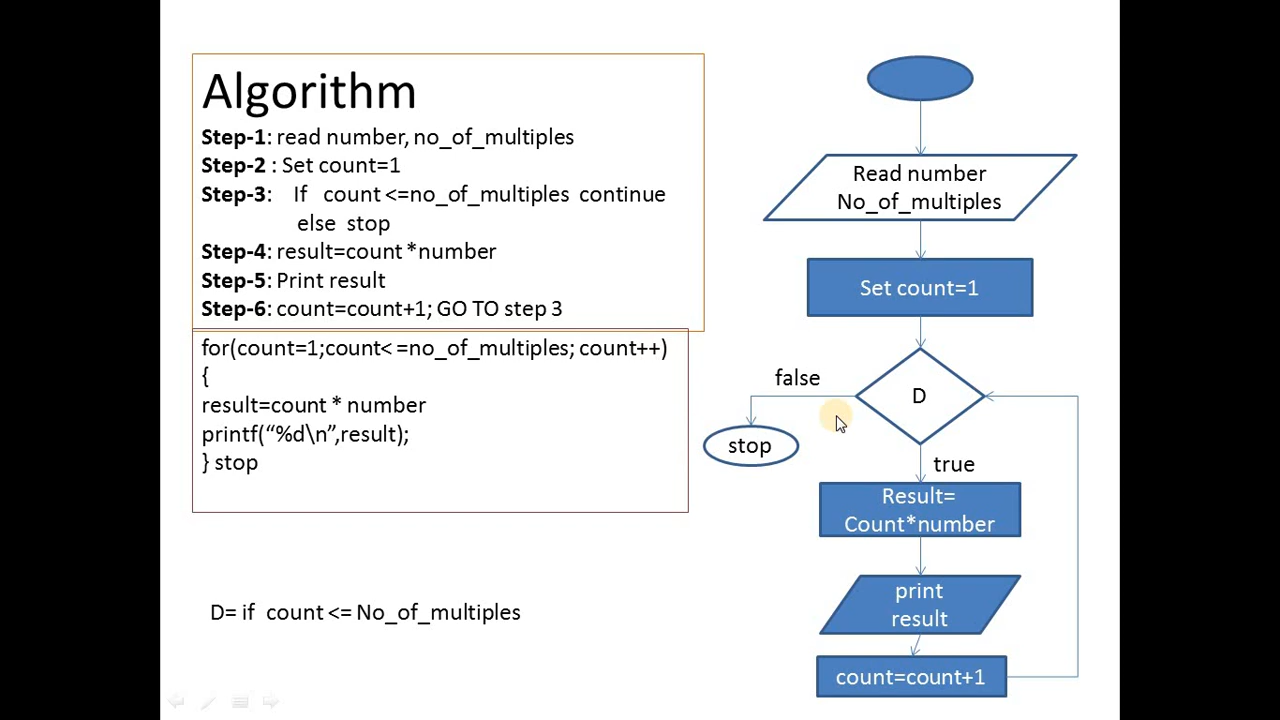 Algorithm
Step-1: read number, no_of_multiples
Step-2 : Set count=1
Step-3: If count <=no_of_multiples continue
else stop
Step-4: result=count *number
Step-5: Print result
Step-6: count=count+1; GO TO step 3
for(count=1;count< =no_of_multiples; count++)
{
result=count * number
printf(“%d\n”,result);
} stop
D= if count <= No_of_multiples
Read number
No_of_multiples
Set count=1
D
false
stop
true
Result=
Count*number
print
result
count=count+1